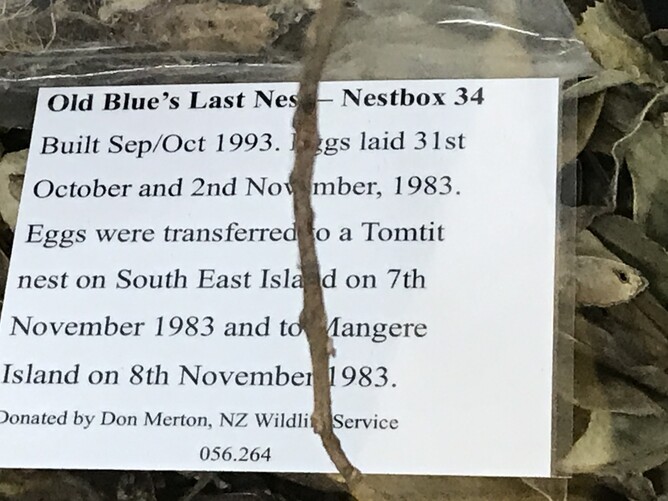 Old Blue's Last Nest – Nestbox 34
Built Sep/Oct 1993. Eggs laid 31st
October and 2nd November, 1983.
Eggs were transferred to a Tomtit
nest on South East Island on 7th
November 1983 and to Mangere
Island on 8th November 1983.
Donated by Don Merton, NZ Wildlife Service
056.264